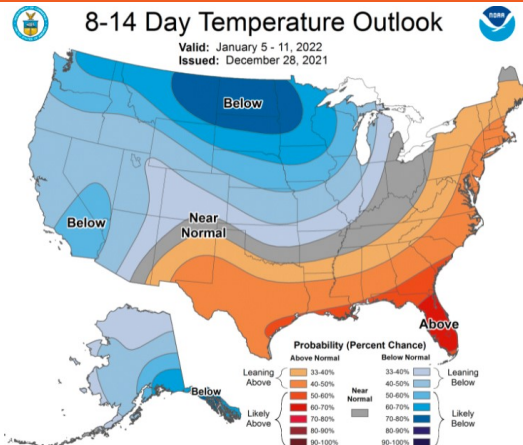 8-14 Day Temperature Outlook
NOAA
Valid: January 5 - 11, 2022
Issued: December 28, 2021
Below
Below
Near
Normal
Above
Below
Probability (Percent Chance)
Above Normal
Below Normal
Leaning
Above
33-40%
40-50%
Likely
Above
50-60%
60-70%
70-80%
80-90%
90-100%
Near
Normal
33-40%
40-50%
Leaning
Below
50-60%
60-70%
70-80%
80-90%
90-100%
Likely
Below